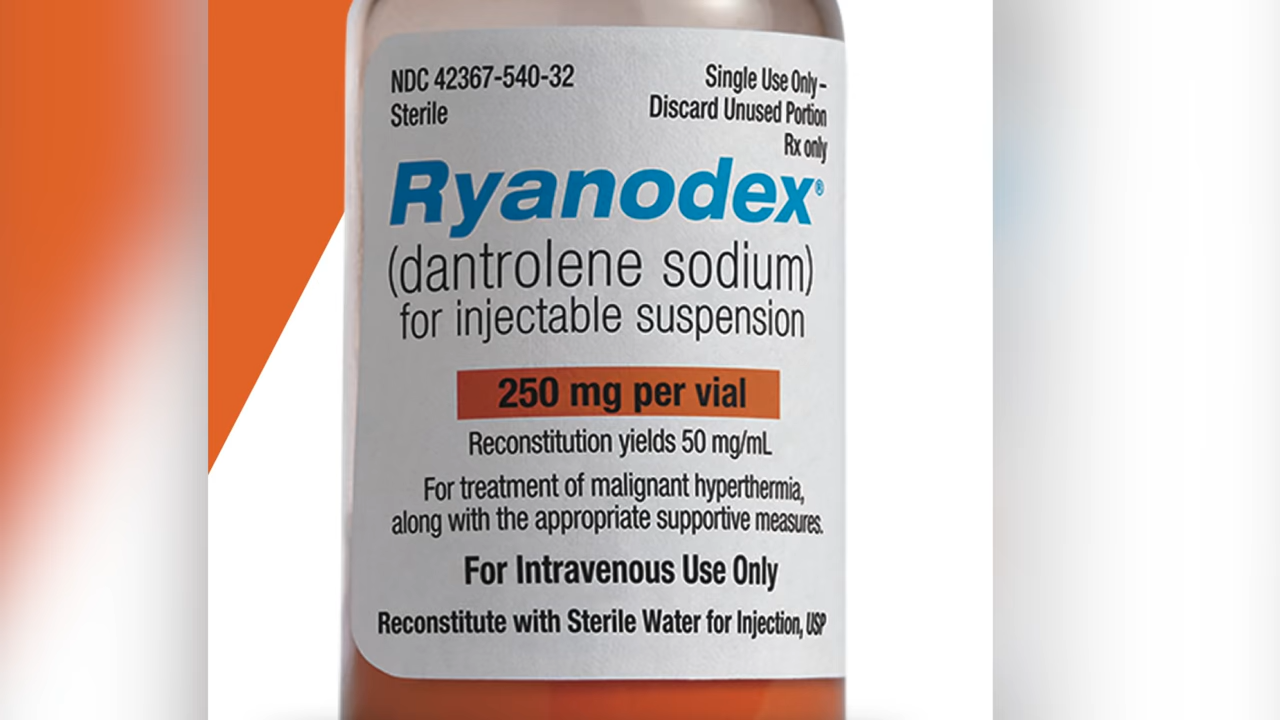 NDC 42367-540-32
Sterile
Single Use Only–
Discard Unused Portion
Rx only
Ryanodex®
(dantrolene sodium)
for injectable suspension
250 mg per vial
Reconstitution yields 50 mg/mL
For treatment of malignant hyperthermia,
along with the appropriate supportive measures.
For Intravenous Use Only
Reconstitute with Sterile Water for Injection, USP